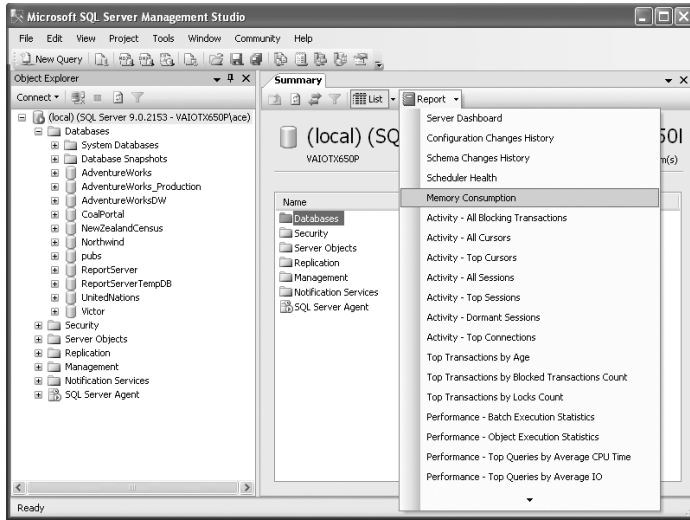 Microsoft SQL Server Management Studio
File Edit View Project Tools Window Community Help
New Query
Object Explorer
Connect
(local) (SQL Server 9.0.2153 - VAIOTX650P\ace)
Databases
System Databases
Database Snapshots
AdventureWorks
AdventureWorks_Production
AdventureWorksDW
CoalPortal
NewZealandCensus
Northwind
pubs
ReportServer
ReportServerTempDB
UnitedNations
Victor
Security
Server Objects
Replication
Management
Notification Services
SQL Server Agent
Summary
List Report
(local) (SQ
50l
VAIOTX650P
m(s)
Name
Databases
Security
Server Objects
Replication
Management
Notification Services
SQL Server Agent
Server Dashboard
Configuration Changes History
Schema Changes History
Scheduler Health
Memory Consumption
Activity - All Blocking Transactions
Activity - All Cursors
Activity - Top Cursors
Activity - All Sessions
Activity - Top Sessions
Activity - Dormant Sessions
Activity - Top Connections
Top Transactions by Age
Top Transactions by Blocked Transactions Count
Top Transactions by Locks Count
Performance - Batch Execution Statistics
Performance - Object Execution Statistics
Performance - Top Queries by Average CPU Time
Performance - Top Queries by Average IO
Ready